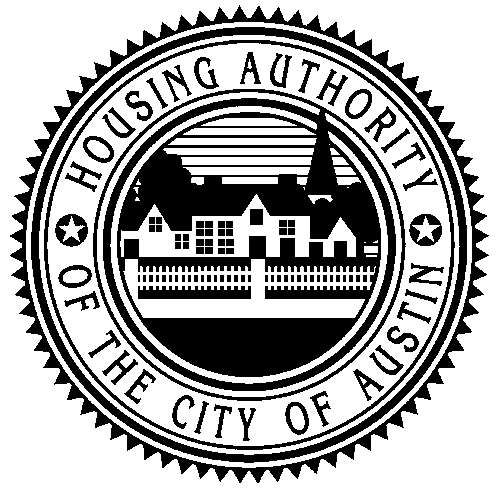 HOUSING AUTHORITY
OF THE CITY OF AUSTIN